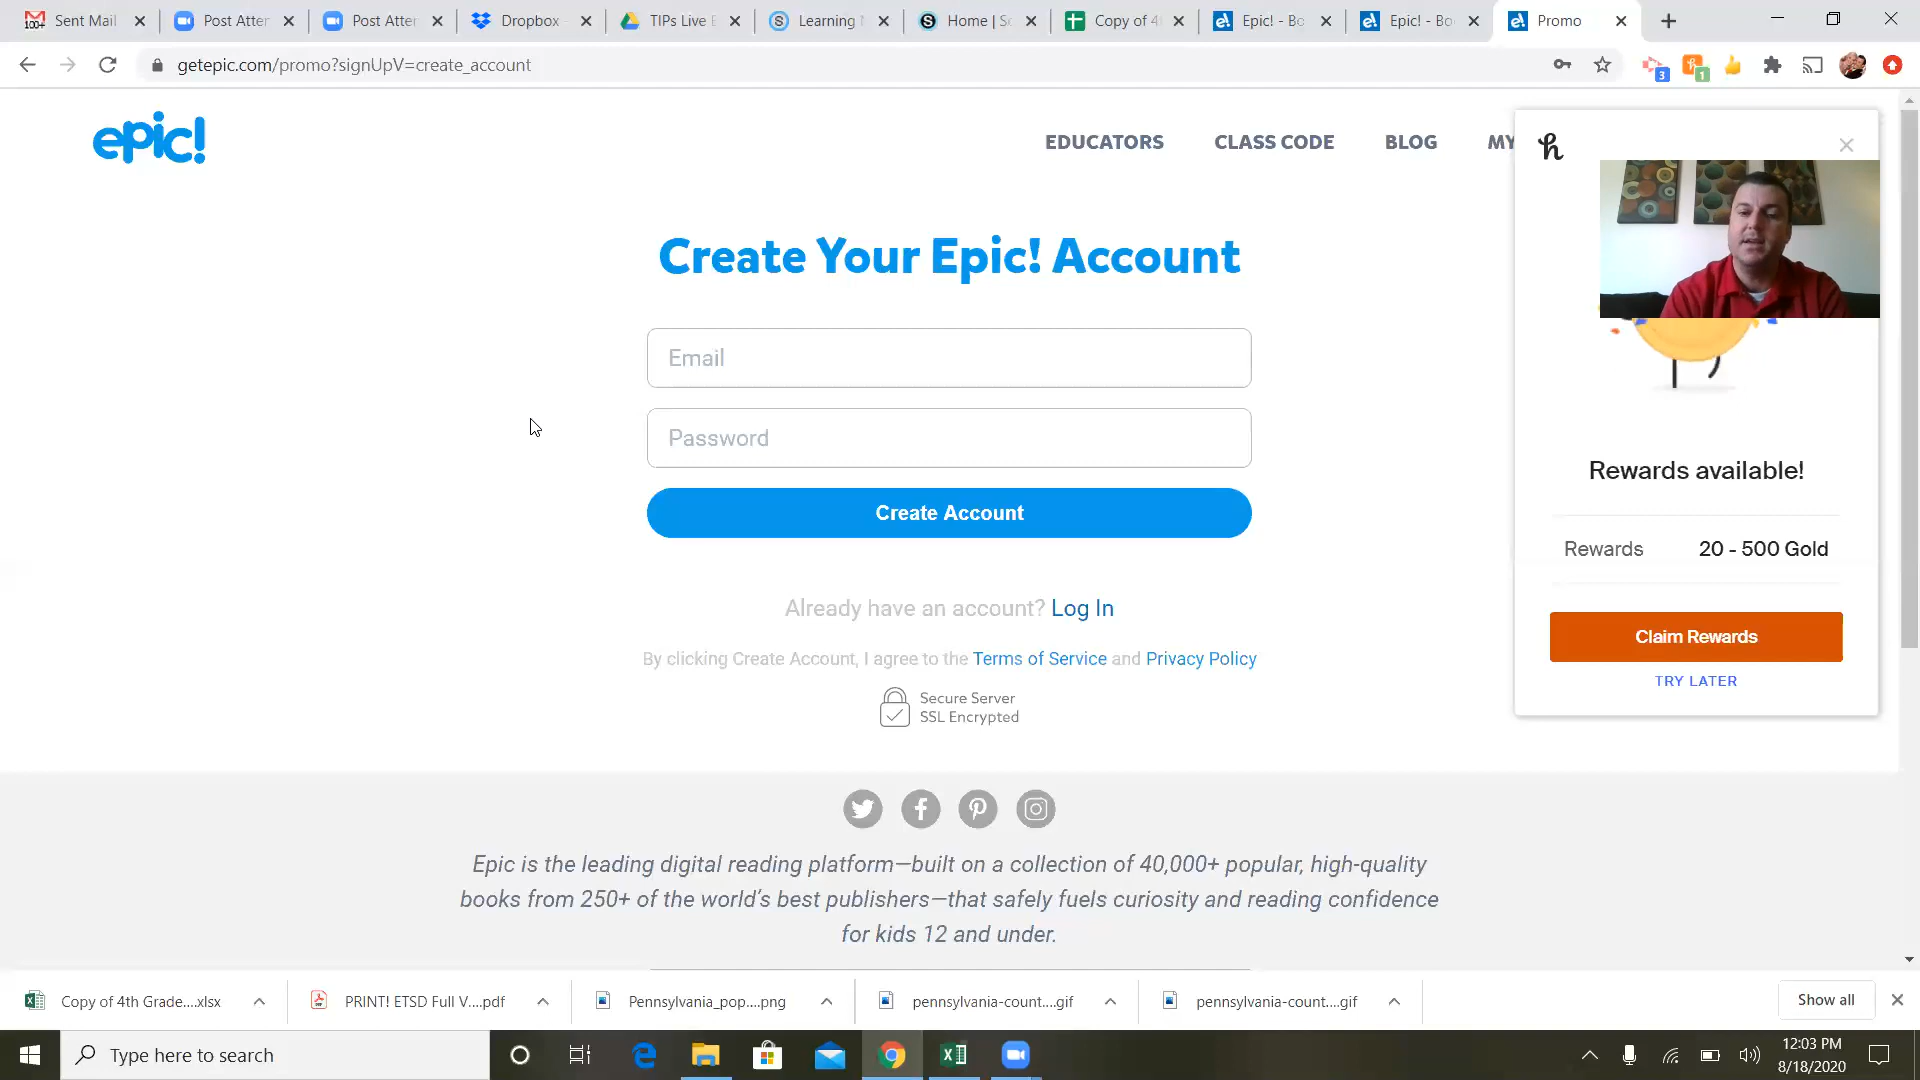 Sent Mail
Post Atter
Post Atter
Dropbox
TIPs Live E
Learning
Home | Sc
Copy of 4
Epic! - Bo
Epic! - Bo
Promo
getepic.com/promo?signUpV=create_account
3
1
epic!
EDUCATORS
CLASS CODE
BLOG
MY
h
Create Your Epic! Account
Email
Password
Create Account
Already have an account? Log In
By clicking Create Account, I agree to the Terms of Service and Privacy Policy
Secure Server
SSL Encrypted
Rewards available!
Rewards 20 - 500 Gold
Claim Rewards
TRY LATER
Epic is the leading digital reading platform—built on a collection of 40,000+ popular, high-quality
books from 250+ of the world's best publishers—that safely fuels curiosity and reading confidence
for kids 12 and under.
Copy of 4th Grade....xlsx
PRINT! ETSD Full V....pdf
Pennsylvania_pop....png
pennsylvania-count....gif
pennsylvania-count....gif
Show all
Type here to search
12:03 PM
8/18/2020